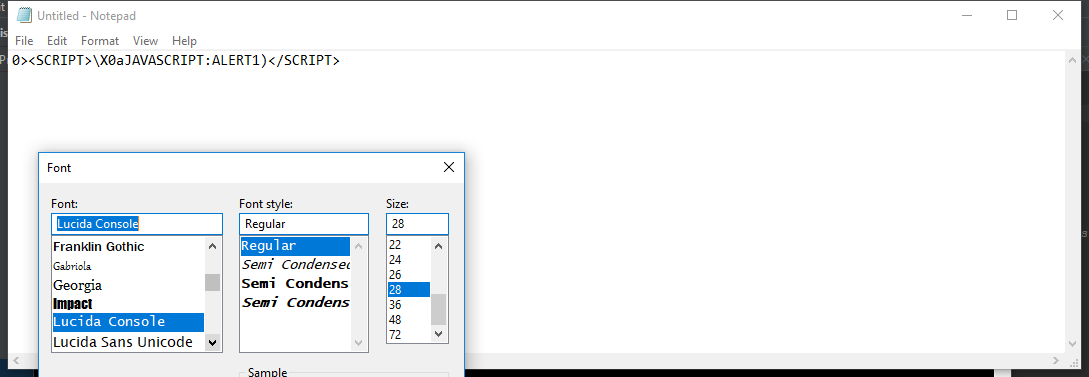 Untitled - Notepad
File Edit Format View Help
0><SCRIPT>\X0aJAVASCRIPT:ALERT1)</SCRIPT>
Font
Font: Font style: Size:
Lucida Console Regular 28
Franklin Gothic Regular 22
Gabriola Semi Condensed 24
Georgia Semi Condens 26
Impact Semi Condens 28
Lucida Console 36
Lucida Sans Unicode 48
72
Sample